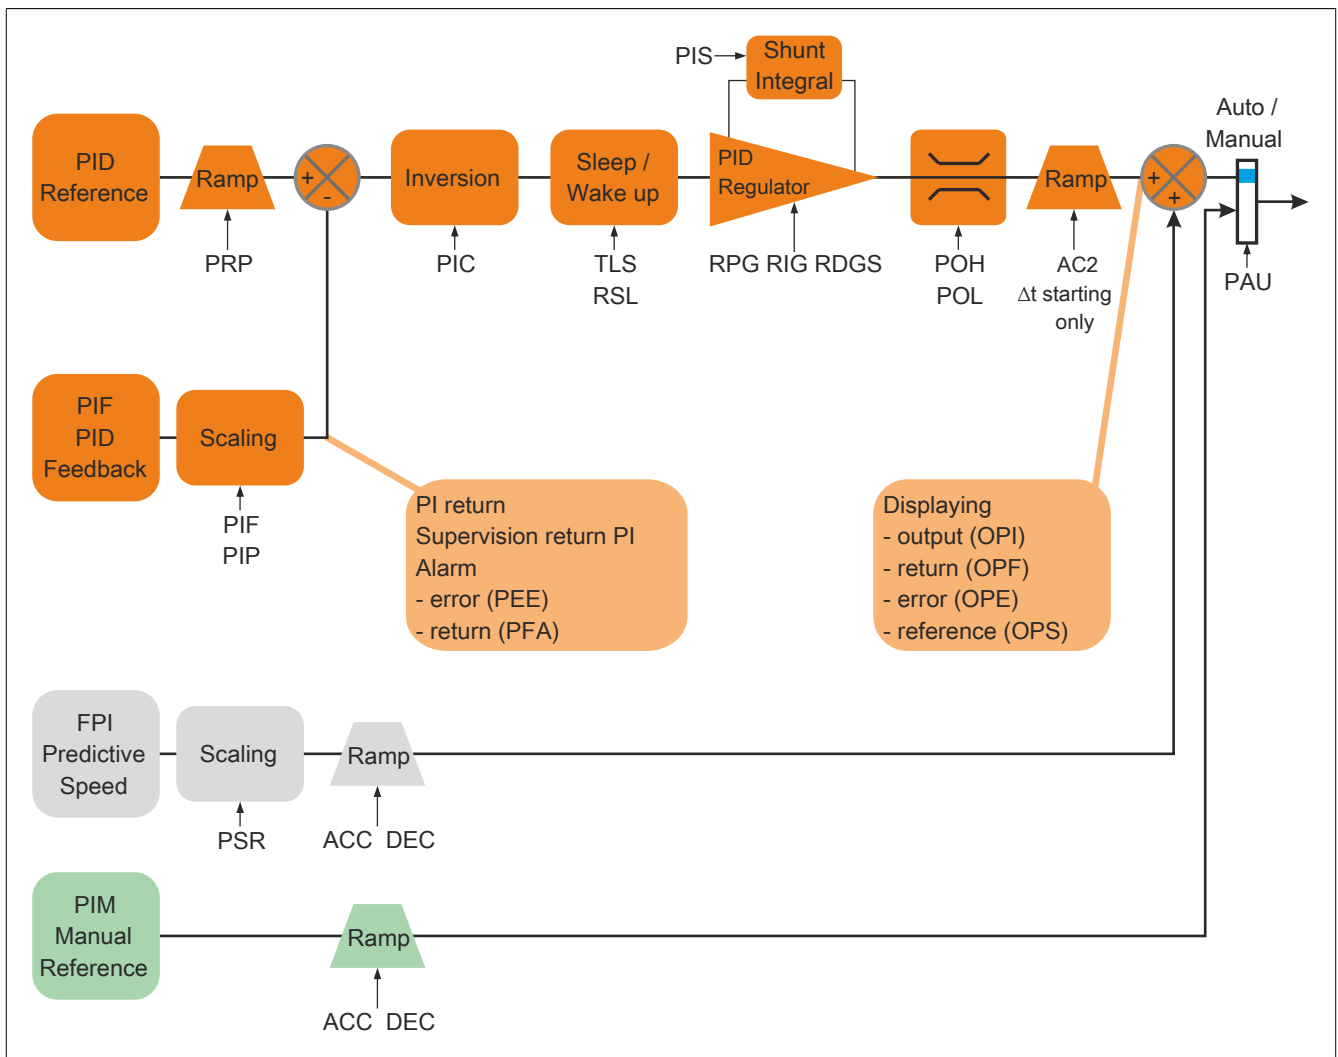 PIS
Shunt
Integral
Auto /
Manual
PID
Reference
Ramp
+
-
Inversion
Sleep /
Wake up
PID
Regulator
Ramp
+
+
PRP
PIC
TLS
RSL
RPG RIG RDGS
POH
POL
AC2
Δt starting
only
PAU
PIF
PID
Feedback
Scaling
PIF
PIP
PI return
Supervision return PI
Alarm
- error (PEE)
- return (PFA)
Displaying
- output (OPI)
- return (OPF)
- error (OPE)
- reference (OPS)
FPI
Predictive
Speed
Scaling
Ramp
PSR
ACC DEC
PIM
Manual
Reference
Ramp
ACC DEC